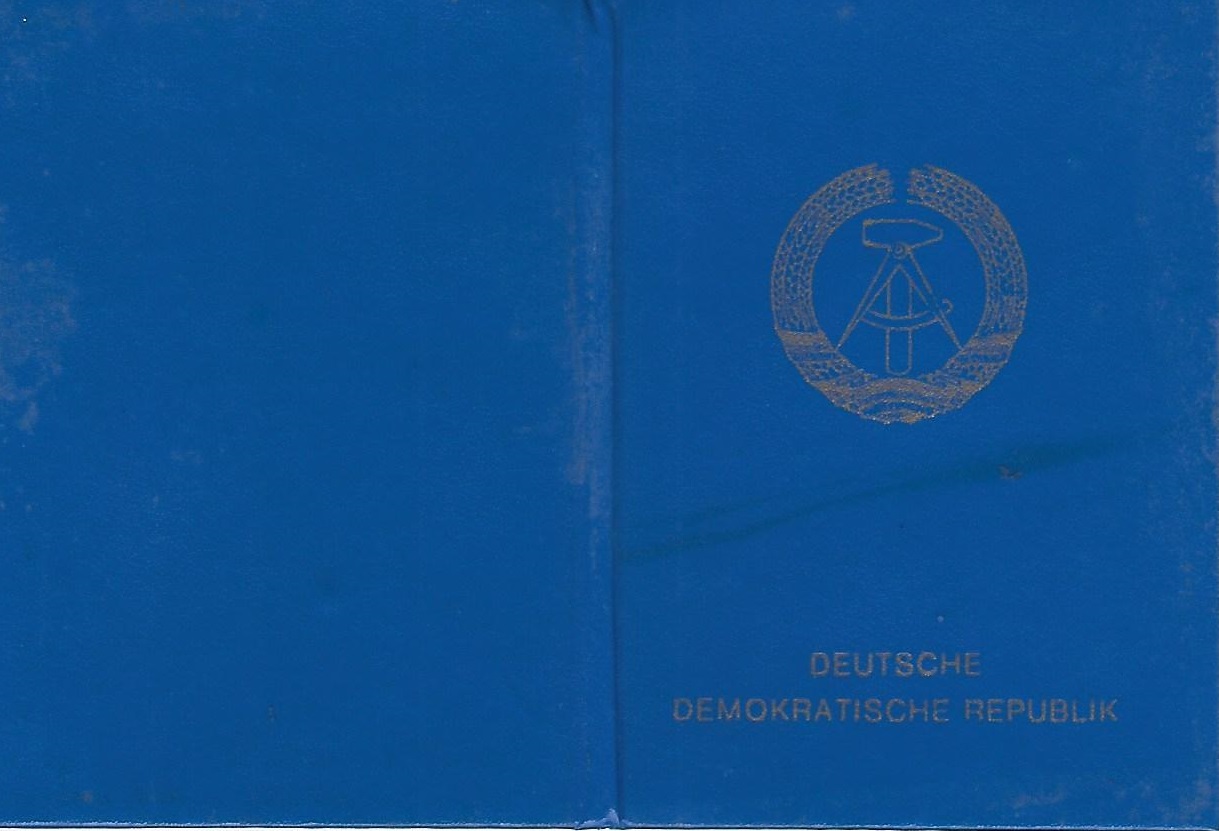 DEUTSCHE
DEMOKRATISCHE REPUBLIK